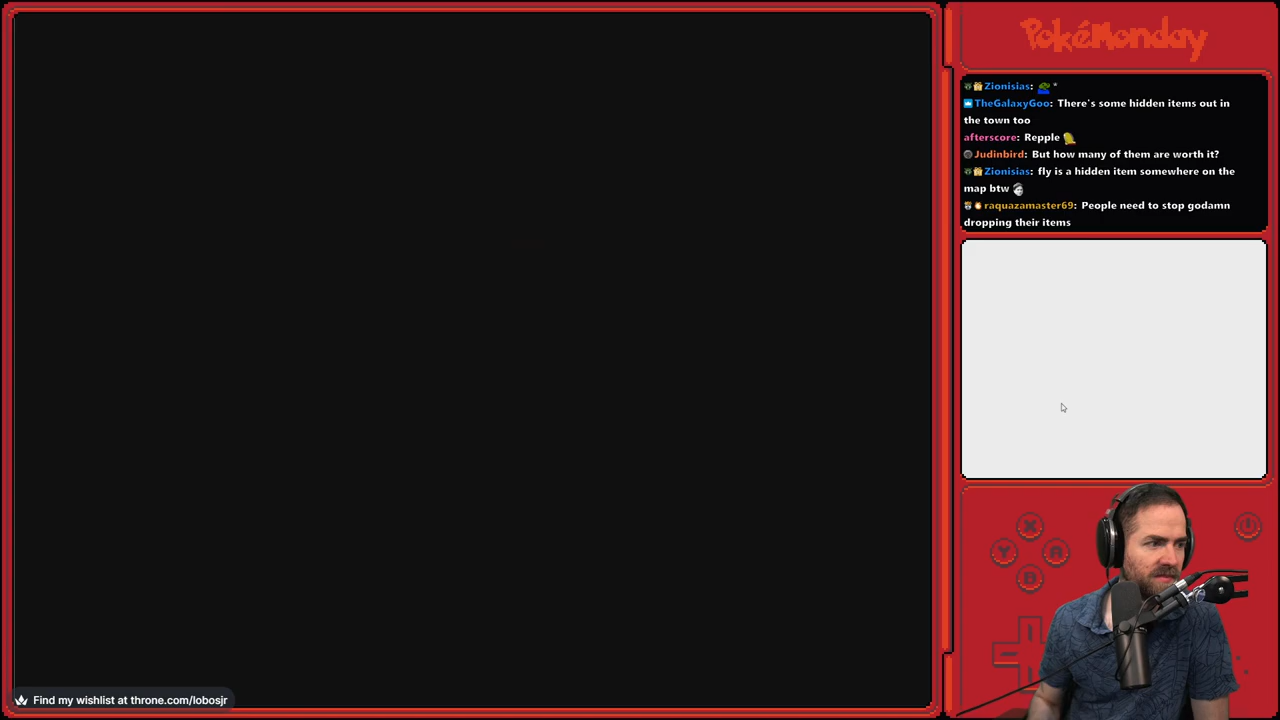 PokéMonday
Zionisias: *
TheGalaxyGoo: There's some hidden items out in
the town too
afterscore: Repple
Judinbird: But how many of them are worth it?
Zionisias: fly is a hidden item somewhere on the
map btw
raquazamaster69: People need to stop godamn
dropping their items
X
Y A
B
Find my wishlist at throne.com/lobosjr